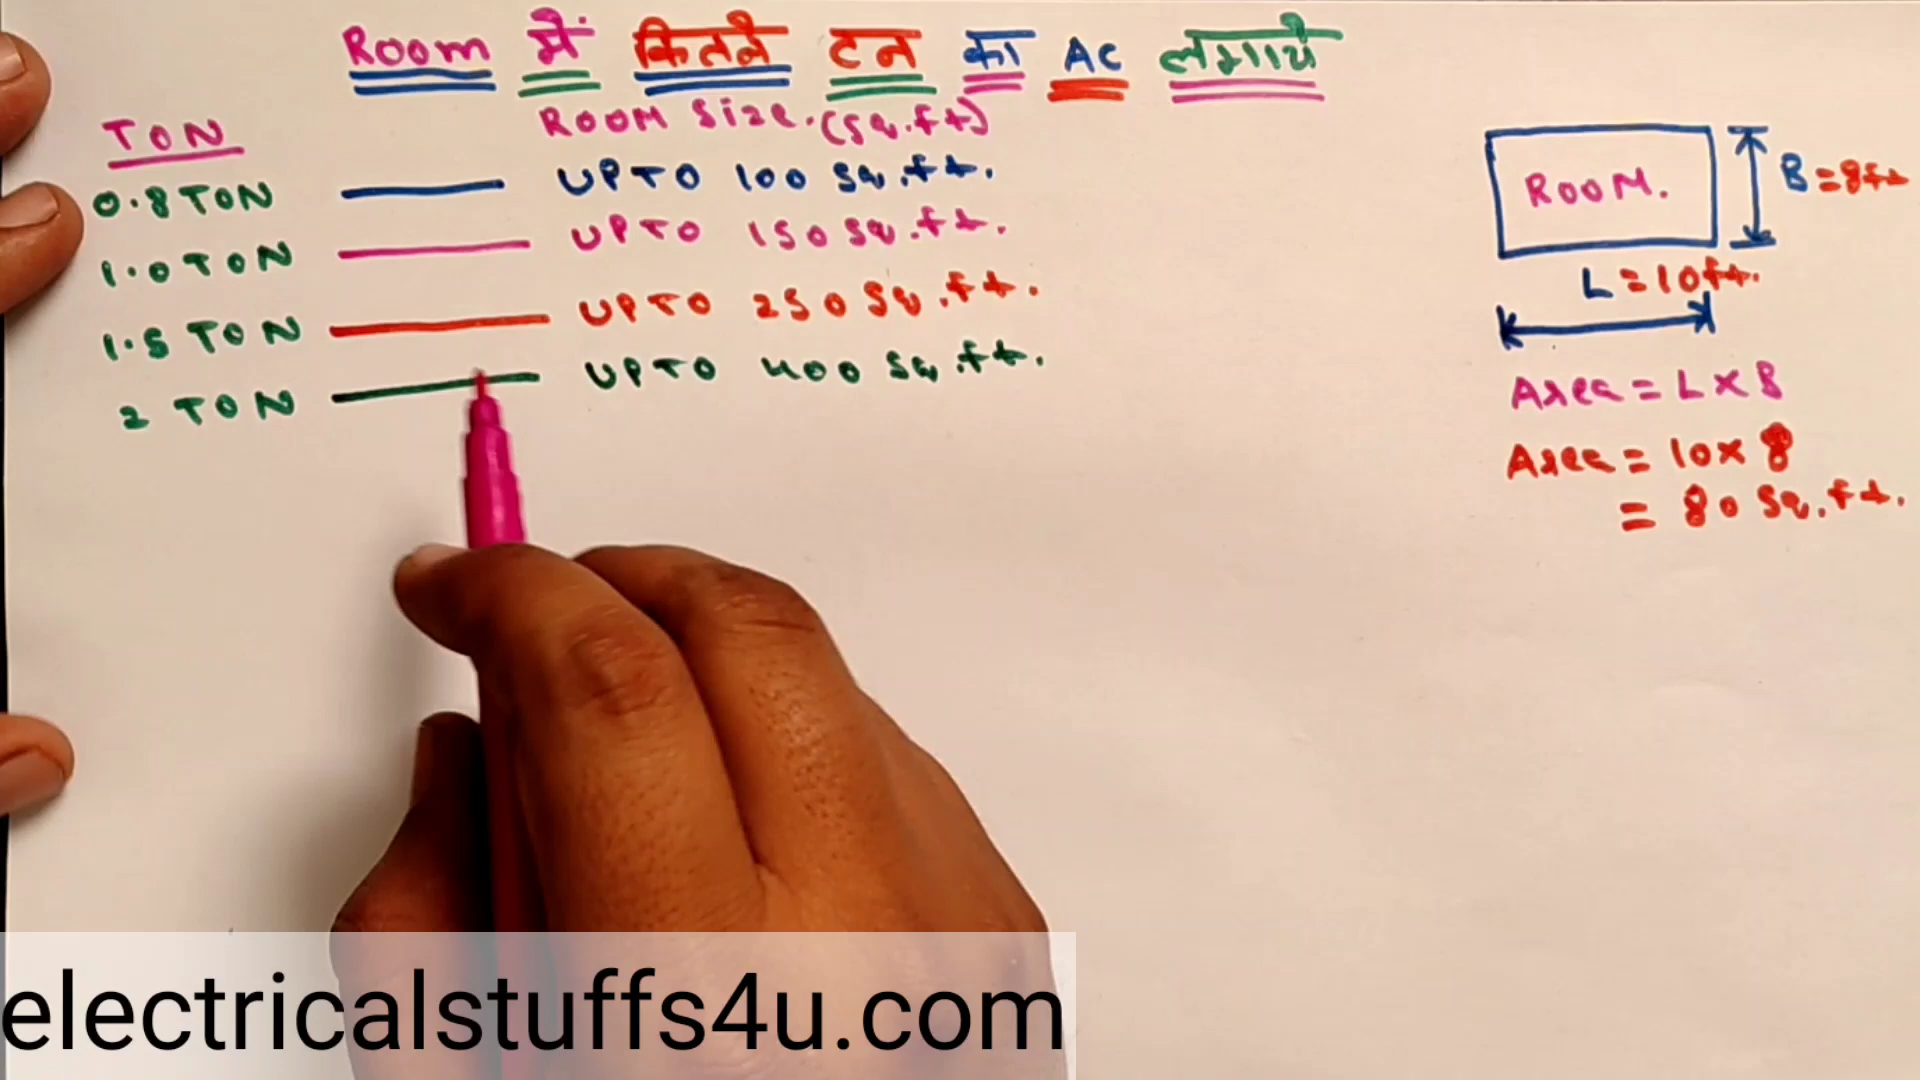 Room में कितने टन का AC लगाये
TON ROOM Size. (Sq.ft)
0.8 TON UPTO 100 Sq.ft.
1.0 TON UPTO 150 Sq.ft.
1.5 TON UPTO 250 Sq.ft.
2 TON UPTO 400 Sq.ft.
ROOM.
B = 8ft
L = 10ft.
Area = L x B
Area = 10 x 8
= 80 Sq.ft.
electricalstuffs4u.com